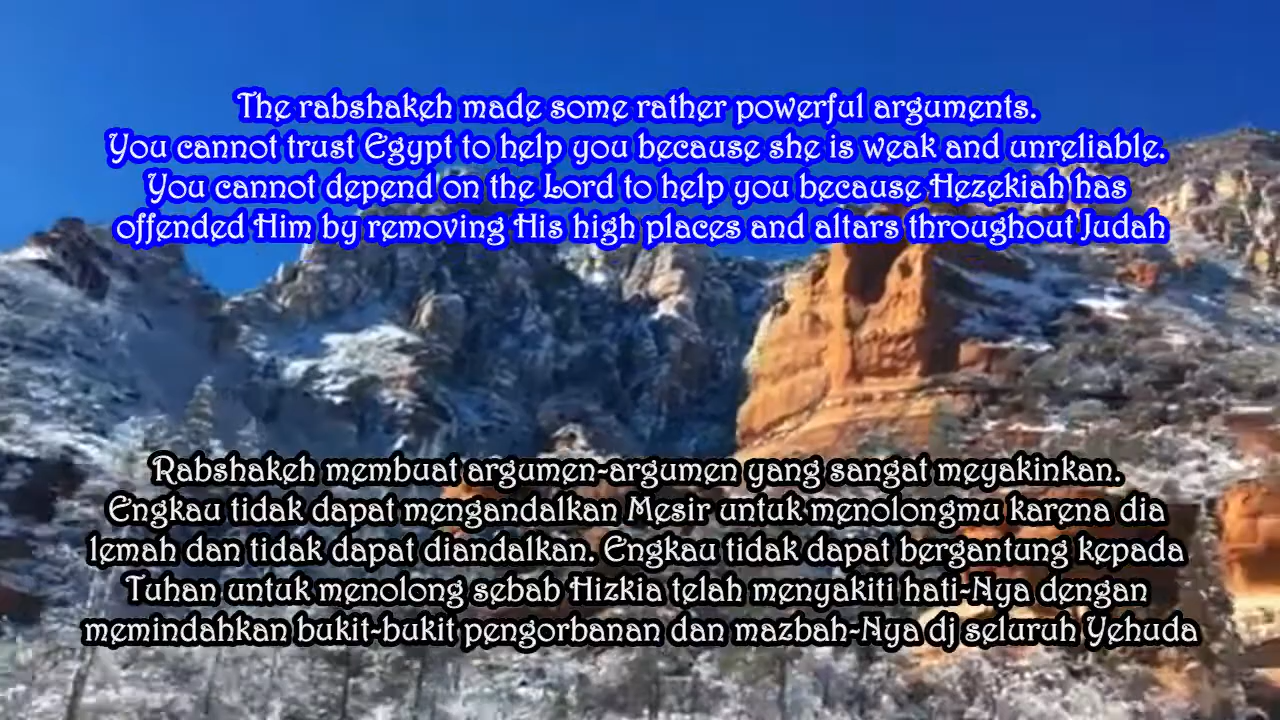 The rabshakeh made some rather powerful arguments.
You cannot trust Egypt to help you because she is weak and unreliable.
You cannot depend on the Lord to help you because Hezekiah has
offended Him by removing His high places and altars throughout Judah
Rabshakeh membuat argumen-argumen yang sangat meyakinkan.
Engkau tidak dapat mengandalkan Mesir untuk menolongmu karena dia
lemah dan tidak dapat diandalkan. Engkau tidak dapat bergantung kepada
Tuhan untuk menolong sebab Hizkia telah menyakiti hati-Nya dengan
memindahkan bukit-bukit pengorbanan dan mazbah-Nya dj seluruh Yehuda